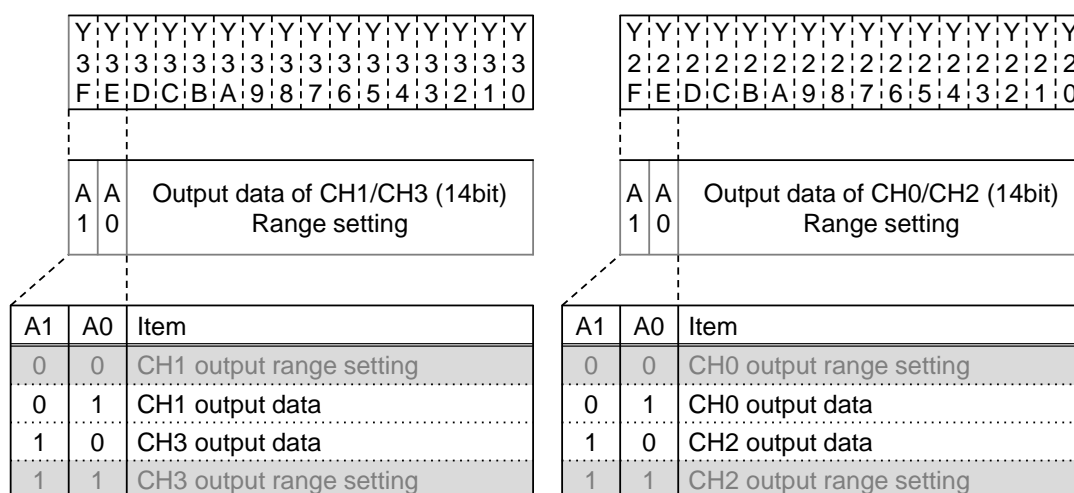 Y Y Y Y Y Y Y Y Y Y Y Y Y Y Y Y
3 3 3 3 3 3 3 3 3 3 3 3 3 3 3 3
F E D C B A 9 8 7 6 5 4 3 2 1 0
A A
1 0
Output data of CH1/CH3 (14bit)
Range setting
A1 A0 Item
0 0 CH1 output range setting
0 1 CH1 output data
1 0 CH3 output data
1 1 CH3 output range setting
Y Y Y Y Y Y Y Y Y Y Y Y Y Y Y Y
2 2 2 2 2 2 2 2 2 2 2 2 2 2 2 2
F E D C B A 9 8 7 6 5 4 3 2 1 0
A A
1 0
Output data of CH0/CH2 (14bit)
Range setting
A1 A0 Item
0 0 CH0 output range setting
0 1 CH0 output data
1 0 CH2 output data
1 1 CH2 output range setting